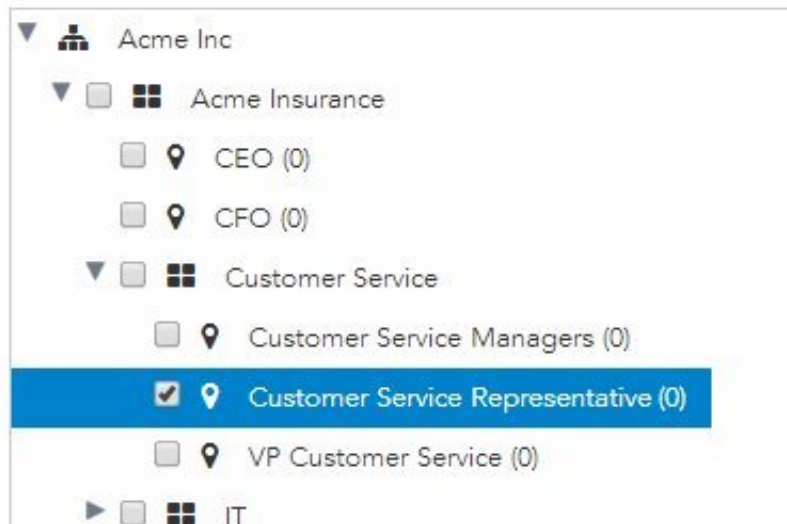 Acme Inc
Acme Insurance
CEO (0)
CFO (0)
Customer Service
Customer Service Managers (0)
Customer Service Representative (0)
VP Customer Service (0)
IT